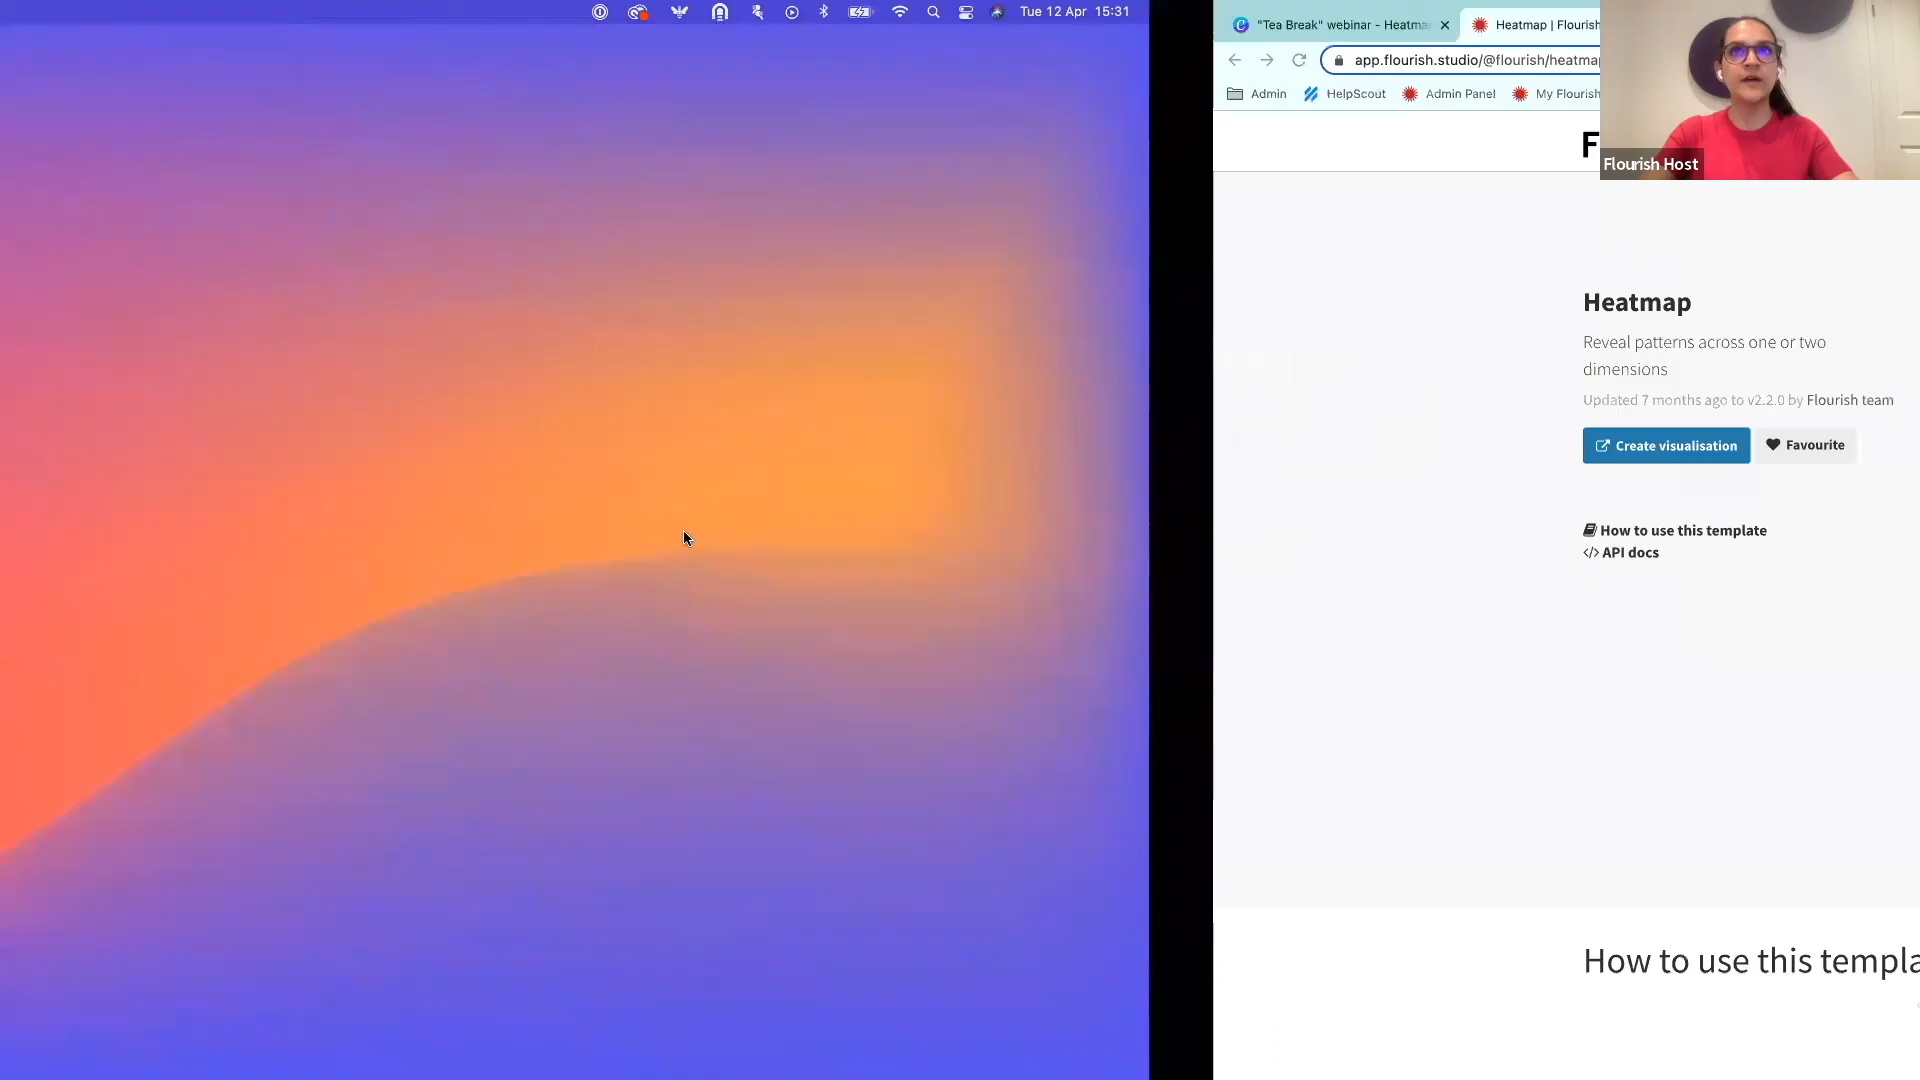 Tue 12 Apr 15:31
"Tea Break" webinar - Heatma
Heatmap | Flourish
app.flourish.studio/@flourish/heatmap
Admin
HelpScout
Admin Panel
My Flourish
F
Flourish Host
Heatmap
Reveal patterns across one or two
dimensions
Updated 7 months ago to v2.2.0 by Flourish team
Create visualisation
Favourite
How to use this template
</> API docs
How to use this templa